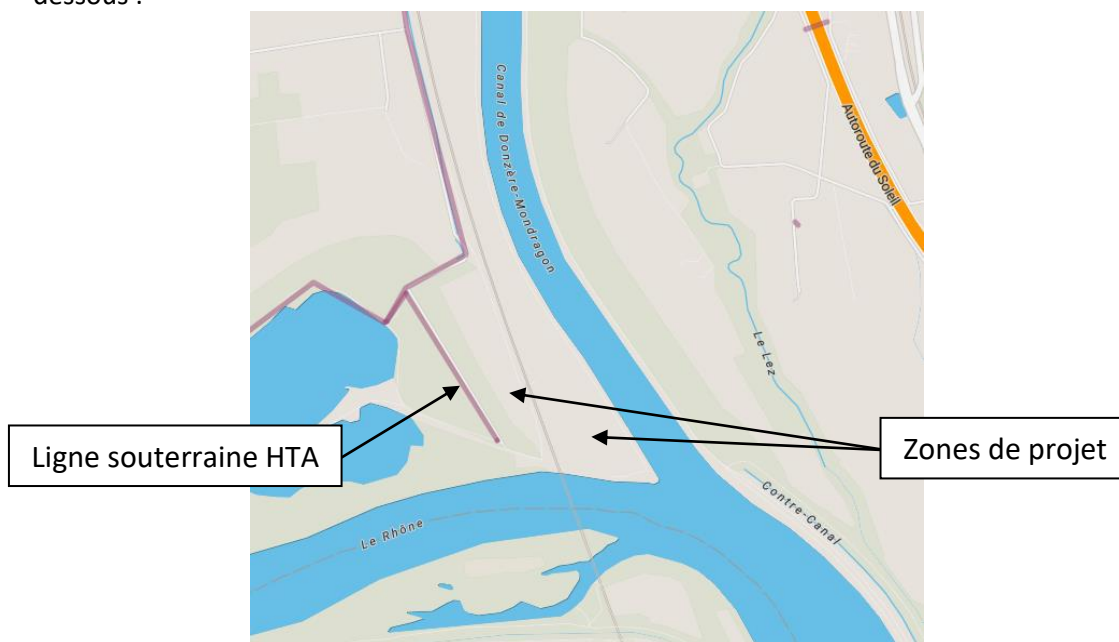 dessous :
Canal de Donzère-Mondragon
Autoroute du Soleil
Le Lez
Ligne souterraine HTA
Zones de projet
Contre-Canal
Le Rhône